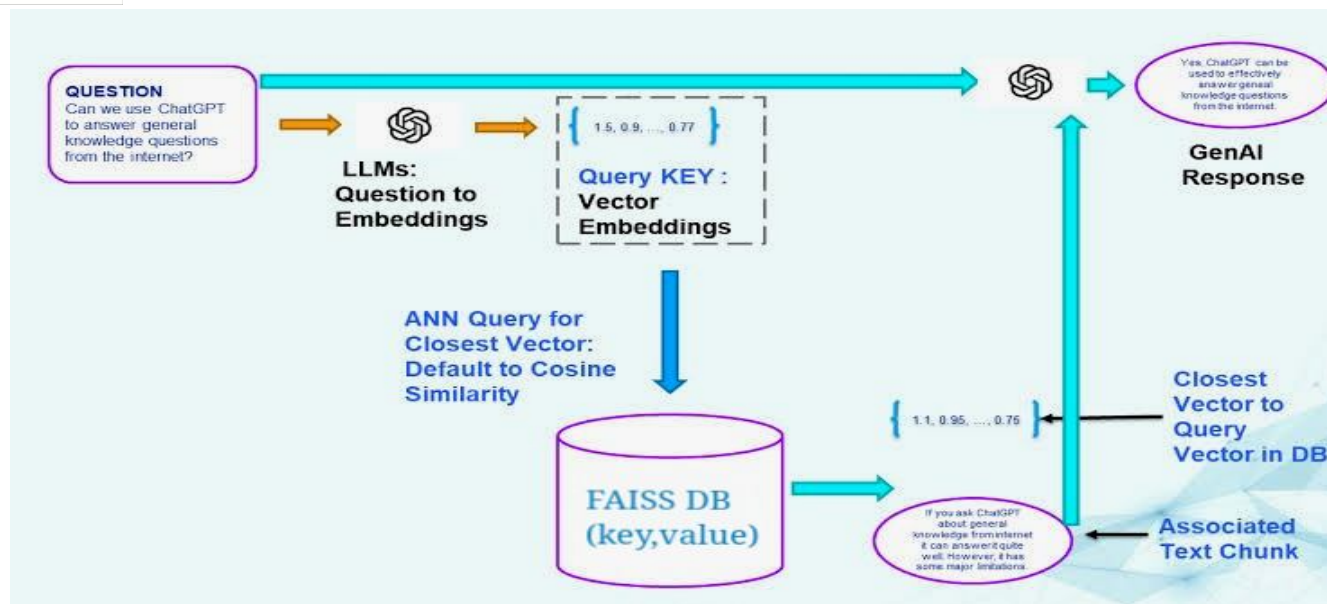 QUESTION
Can we use ChatGPT
to answer general
knowledge questions
from the internet?
LLMs:
Question to
Embeddings
{ 1.5, 0.9, ..., 0.77 }
Query KEY :
Vector
Embeddings
Yes, ChatGPT can be
used to effectively
answer geneal
knowledge questions
from the internet.
GenAI
Response
ANN Query for
Closest Vector:
Default to Cosine
Similarity
FAISS DB
(key,value)
{ 1.1, 0.95, ..., 0.75 }
Closest
Vector to
Query
Vector in DB
If you ask ChatGPT
about general
knowledge from internet
it can answer it quite
well. However, it has
some major limitations
Associated
Text Chunk